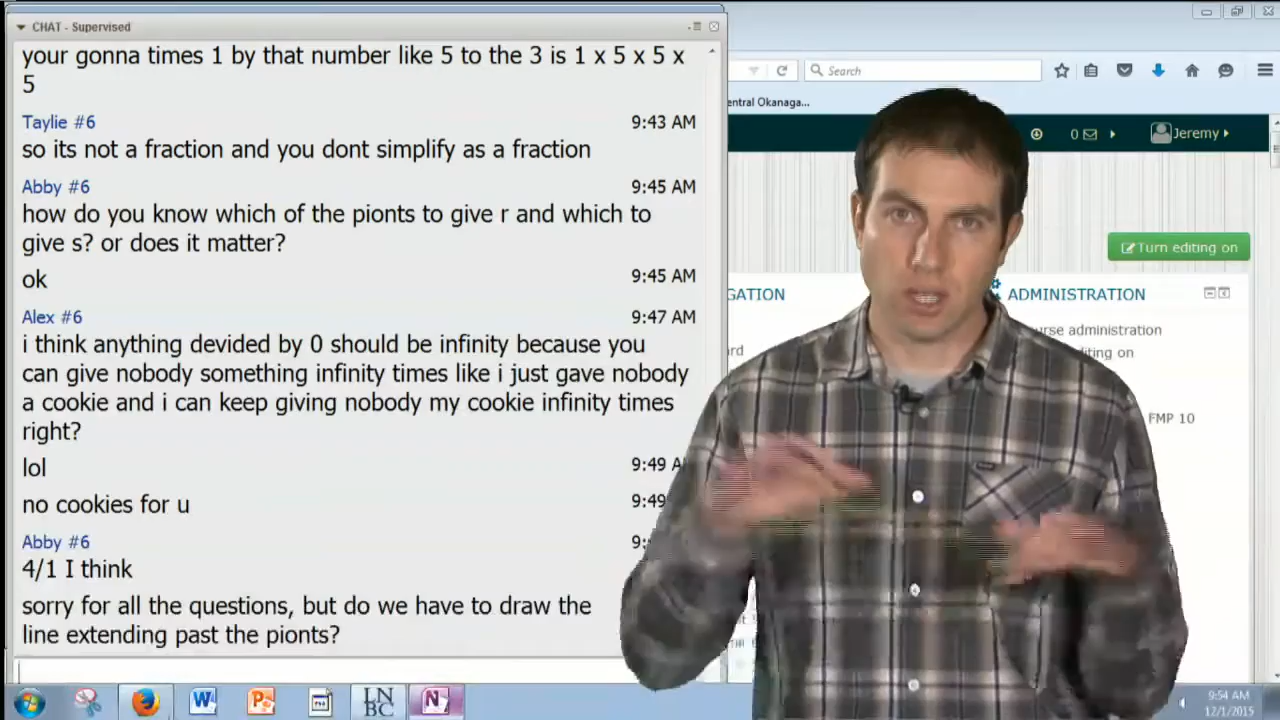 CHAT - Supervised
your gonna times 1 by that number like 5 to the 3 is 1 x 5 x 5 x
5
Taylie #6 9:43 AM
so its not a fraction and you dont simplify as a fraction
Abby #6 9:45 AM
how do you know which of the pionts to give r and which to
give s? or does it matter?
ok 9:45 AM
Alex #6 9:47 AM
i think anything devided by 0 should be infinity because you
can give nobody something infinity times like i just gave nobody
a cookie and i can keep giving nobody my cookie infinity times
right?
lol 9:49
no cookies for u 9:49
Abby #6
4/1 I think
sorry for all the questions, but do we have to draw the
line extending past the pionts?
Search
entral Okanaga...
0 Jeremy
Turn editing on
GATION
ADMINISTRATION
urse administration
editing on
FMP 10
LN
BC
9:54 AM
12/1/2015